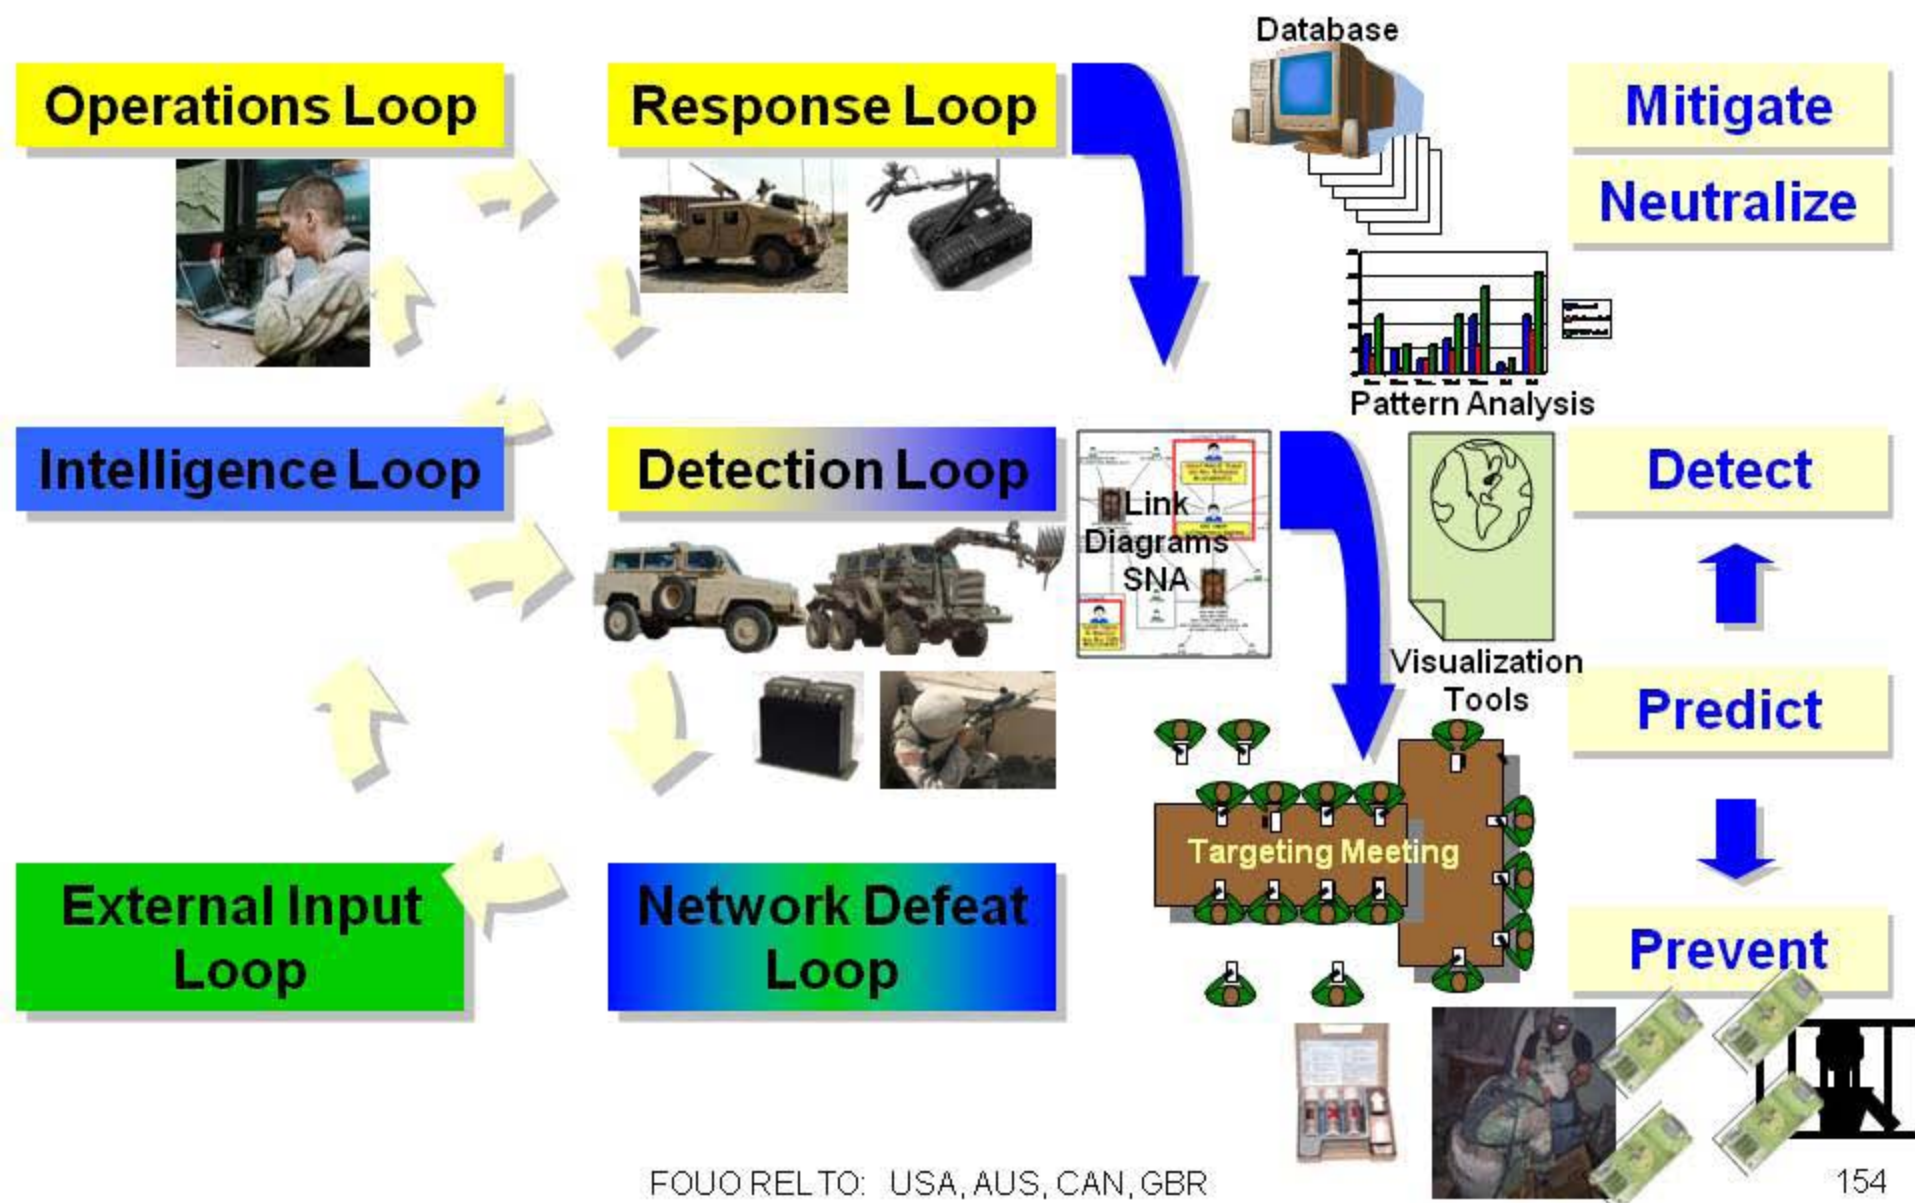 Database
Operations Loop
Response Loop
Mitigate
Neutralize
Pattern Analysis
Intelligence Loop
Detection Loop
Link
Diagrams
SNA
Detect
Visualization
Tools
Predict
Targeting Meeting
External Input
Loop
Network Defeat
Loop
Prevent
FOUO REL TO: USA, AUS, CAN, GBR
154